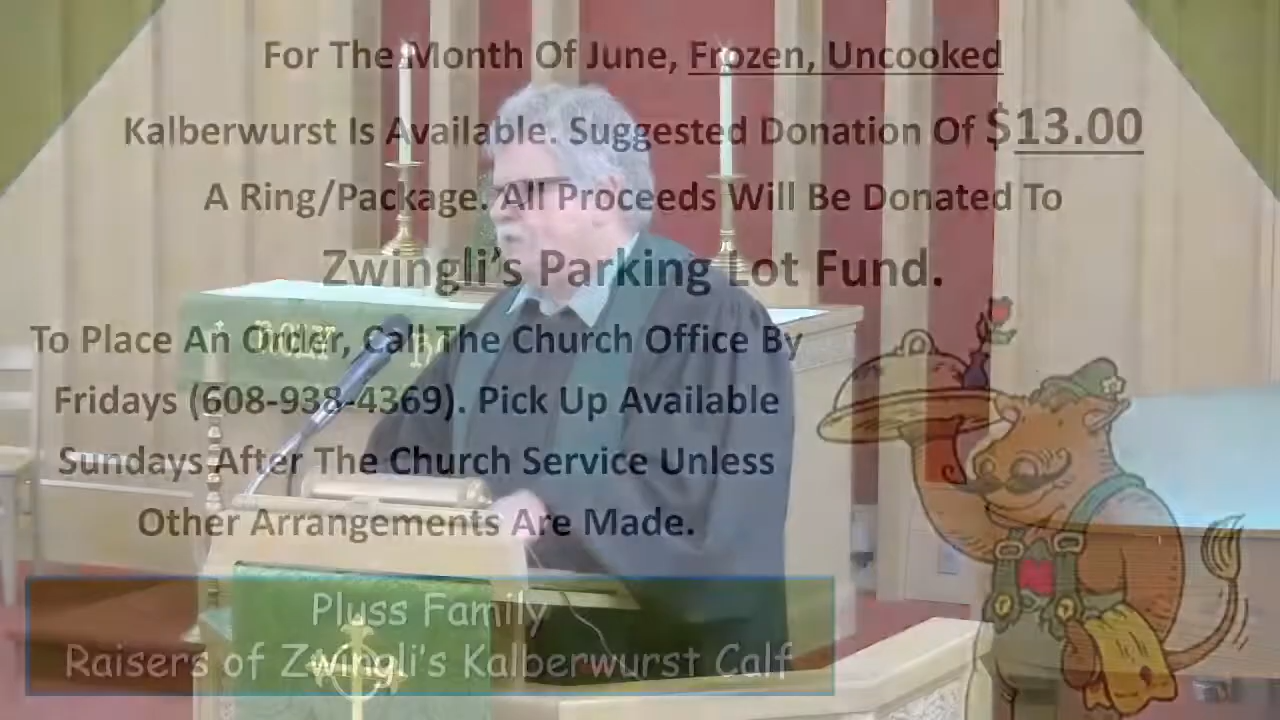 For The Month Of June, Frozen, Uncooked
Kalberwurst Is Available. Suggested Donation Of $13.00
A Ring/Package. All Proceeds Will Be Donated To
Zwingli's Parking Lot Fund.
To Place An Order, Call The Church Office By
Fridays (608-938-4369). Pick Up Available
Sundays After The Church Service Unless
Other Arrangements Are Made.
Pluss Family
Raisers of Zwingli's Kalberwurst Calf